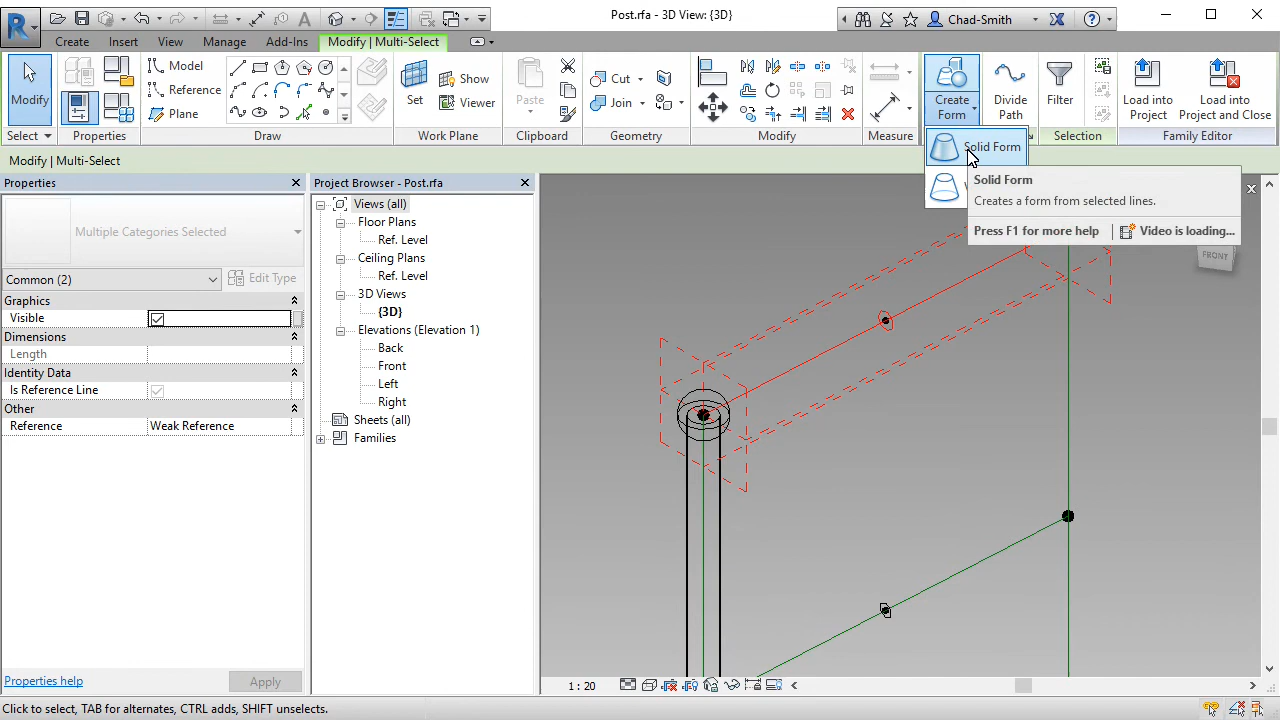 Post.rfa - 3D View: {3D}
Chad-Smith
Create
Insert
View
Manage
Add-Ins
Modify | Multi-Select
Modify
Select
Properties
Model
Reference
Plane
Draw
Set
Show
Viewer
Work Plane
Paste
Clipboard
Cut
Join
Geometry
Modify
Measure
Create
Form
Divide
Path
Filter
Selection
Load into
Project
Load into
Project and Close
Family Editor
Modify | Multi-Select
Solid Form
Solid Form
Creates a form from selected lines.
Press F1 for more help
Video is loading...
FRONT
Properties
Multiple Categories Selected
Common (2)
Edit Type
Graphics
Visible
Dimensions
Length
Identity Data
Is Reference Line
Other
Reference
Weak Reference
Properties help
Apply
Project Browser - Post.rfa
Views (all)
Floor Plans
Ref. Level
Ceiling Plans
Ref. Level
3D Views
{3D}
Elevations (Elevation 1)
Back
Front
Left
Right
Sheets (all)
Families
1 : 20
Click to select, TAB for alternates, CTRL adds, SHIFT unselects.